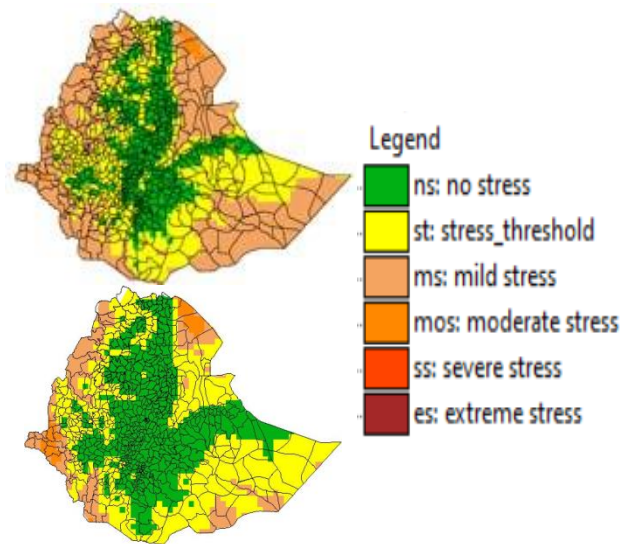 Legend
ns: no stress
st: stress_threshold
ms: mild stress
mos: moderate stress
ss: severe stress
es: extreme stress